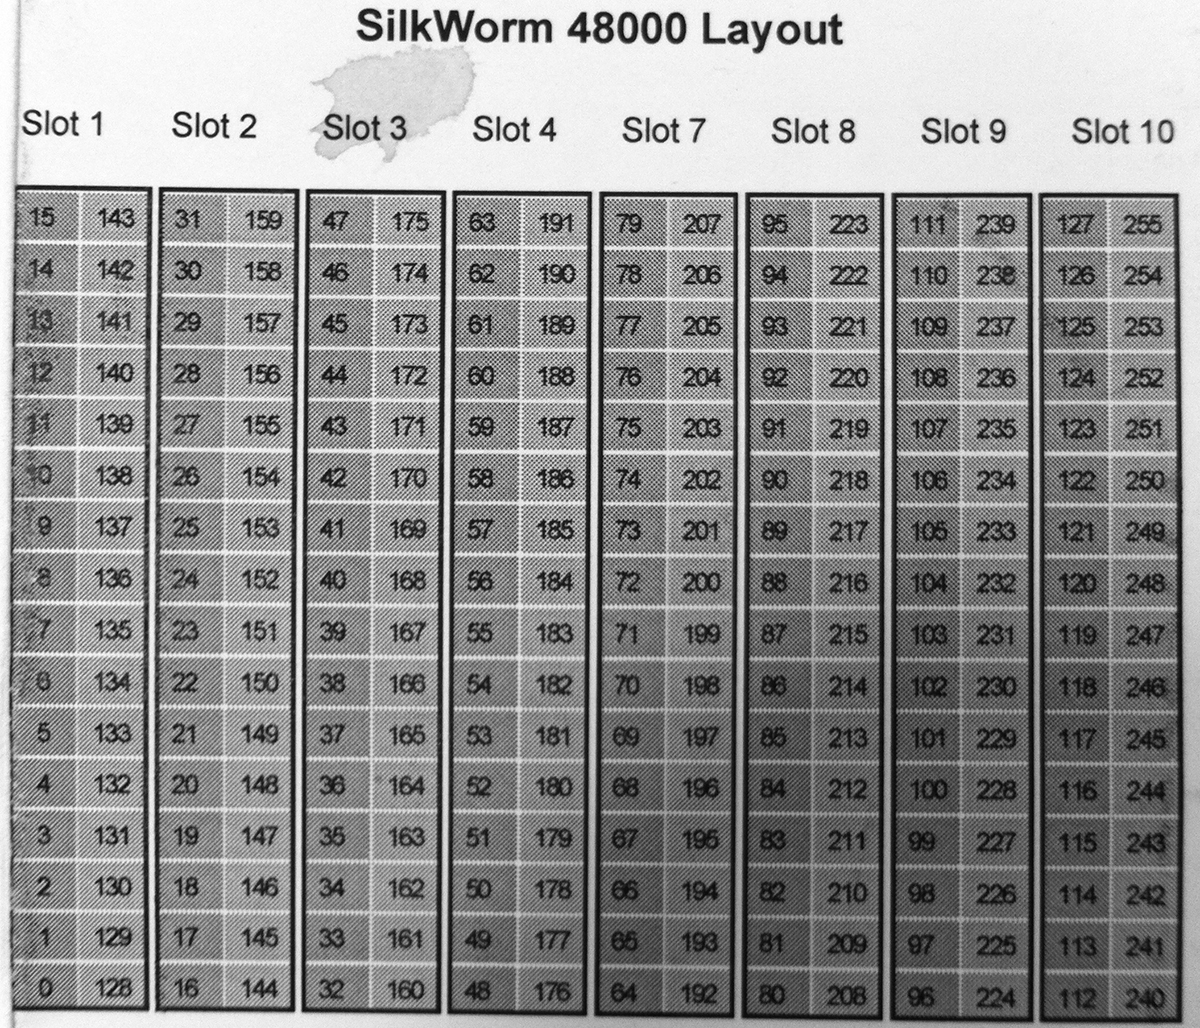 SilkWorm 48000 Layout
Slot 1 Slot 2 Slot 3 Slot 4 Slot 7 Slot 8 Slot 9 Slot 10
15 143 31 159 47 175 63 191 79 207 95 223 111 239 127 255
14 142 30 158 46 174 62 190 78 206 94 222 110 238 126 254
13 141 29 157 45 173 61 189 77 205 93 221 109 237 125 253
12 140 28 156 44 172 60 188 76 204 92 220 108 236 124 252
11 139 27 155 43 171 59 187 75 203 91 219 107 235 123 251
10 138 26 154 42 170 58 186 74 202 90 218 106 234 122 250
9 137 25 153 41 169 57 185 73 201 89 217 105 233 121 249
8 136 24 152 40 168 56 184 72 200 88 216 104 232 120 248
7 135 23 151 39 167 55 183 71 199 87 215 103 231 119 247
6 134 22 150 38 166 54 182 70 198 86 214 102 230 118 246
5 133 21 149 37 165 53 181 69 197 85 213 101 229 117 245
4 132 20 148 36 164 52 180 68 196 84 212 100 228 116 244
3 131 19 147 35 163 51 179 67 195 83 211 99 227 115 243
2 130 18 146 34 162 50 178 66 194 82 210 98 226 114 242
1 129 17 145 33 161 49 177 65 193 81 209 97 225 113 241
0 128 16 144 32 160 48 176 64 192 80 208 96 224 112 240